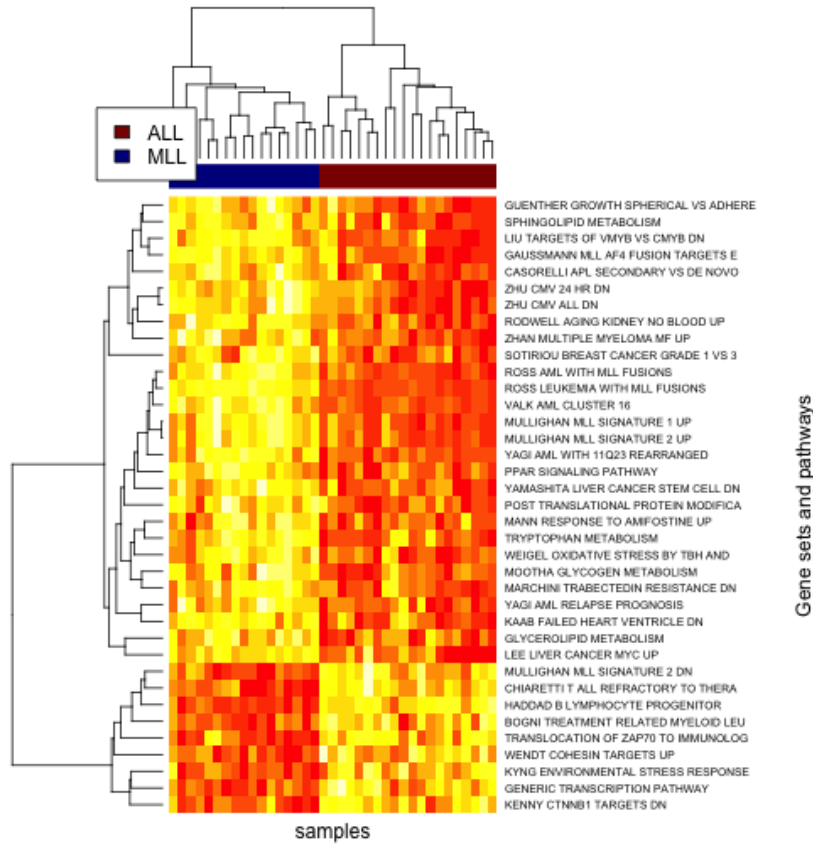 ALL
MLL
GUENTHER GROWTH SPHERICAL VS ADHERE
SPHINGOLIPID METABOLISM
LIU TARGETS OF VMYB VS CMYB DN
GAUSSMANN MLL AF4 FUSION TARGETS E
CASORELLI APL SECONDARY VS DE NOVO
ZHU CMV 24 HR DN
ZHU CMV ALL DN
RODWELL AGING KIDNEY NO BLOOD UP
ZHAN MULTIPLE MYELOMA MF UP
SOTIRIOU BREAST CANCER GRADE 1 VS 3
ROSS AML WITH MLL FUSIONS
ROSS LEUKEMIA WITH MLL FUSIONS
VALK AML CLUSTER 16
MULLIGHAN MLL SIGNATURE 1 UP
MULLIGHAN MLL SIGNATURE 2 UP
YAGI AML WITH 11Q23 REARRANGED
PPAR SIGNALING PATHWAY
YAMASHITA LIVER CANCER STEM CELL DN
POST TRANSLATIONAL PROTEIN MODIFICA
MANN RESPONSE TO AMIFOSTINE UP
TRYPTOPHAN METABOLISM
WEIGEL OXIDATIVE STRESS BY TBH AND
MOOTHA GLYCOGEN METABOLISM
MARCHINI TRABECTEDIN RESISTANCE DN
YAGI AML RELAPSE PROGNOSIS
KAAB FAILED HEART VENTRICLE DN
GLYCEROLIPID METABOLISM
LEE LIVER CANCER MYC UP
MULLIGHAN MLL SIGNATURE 2 DN
CHIARETTI T ALL REFRACTORY TO THERA
HADDAD B LYMPHOCYTE PROGENITOR
BOGNI TREATMENT RELATED MYELOID LEU
TRANSLOCATION OF ZAP70 TO IMMUNOLOG
WENDT COHESIN TARGETS UP
KYNG ENVIRONMENTAL STRESS RESPONSE
GENERIC TRANSCRIPTION PATHWAY
KENNY CTNNB1 TARGETS DN
Gene sets and pathways
samples